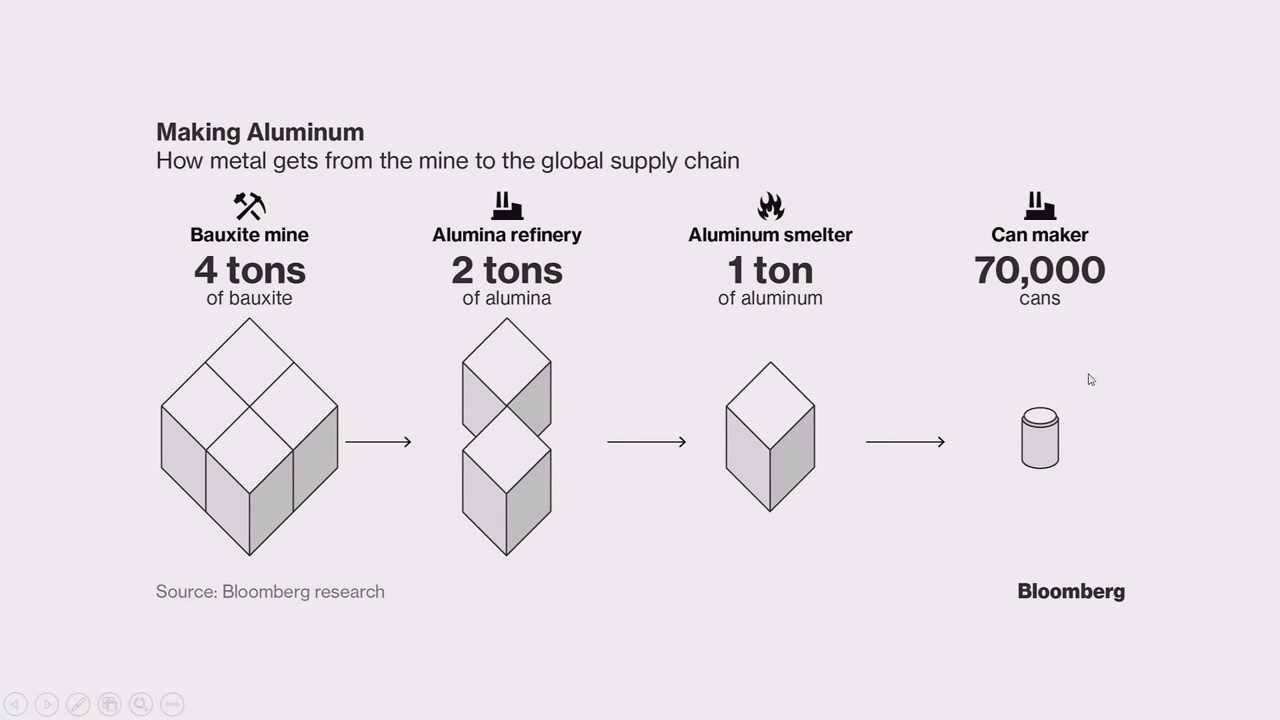 Making Aluminum
How metal gets from the mine to the global supply chain
Bauxite mine
4 tons
of bauxite
Alumina refinery
2 tons
of alumina
Aluminum smelter
1 ton
of aluminum
Can maker
70,000
cans
Source: Bloomberg research
Bloomberg